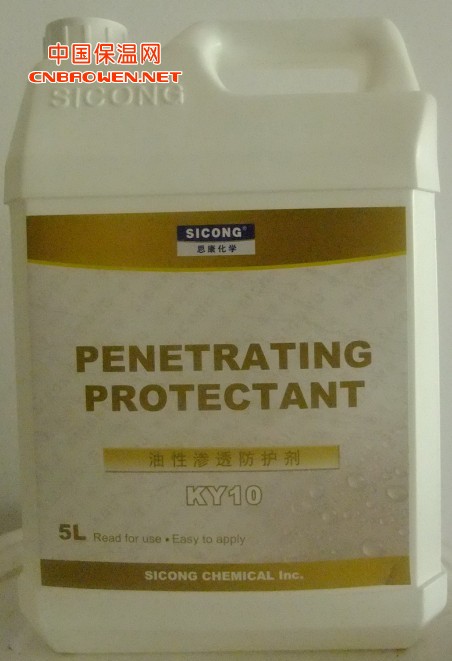 中国保温网
CNBROWEN.NET
SICONG
SICONG®
思康化学
PENETRATING
PROTECTANT
油性渗透防护剂
KY10
5L Read for use • Easy to apply
SICONG CHEMICAL Inc.